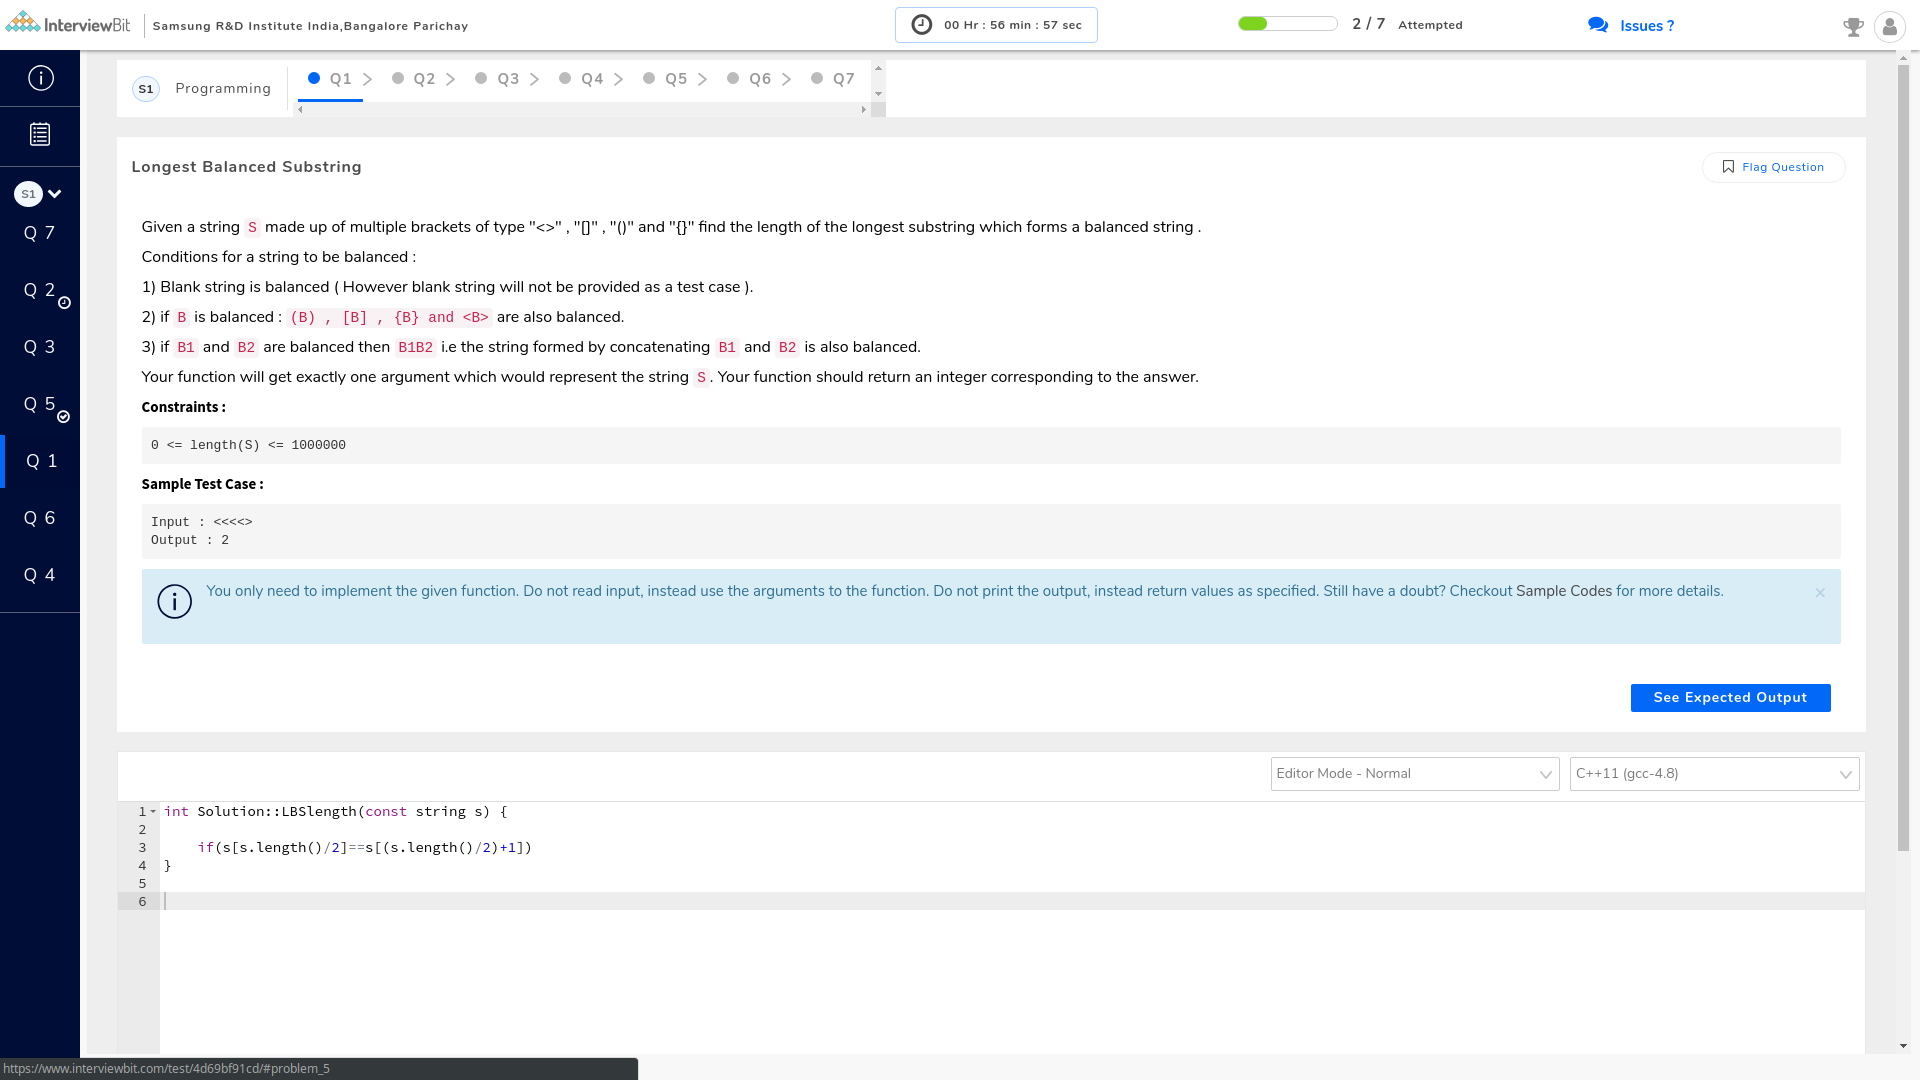 InterviewBit Samsung R&D Institute India,Bangalore Parichay 00 Hr : 56 min : 57 sec 2 / 7 Attempted Issues ?
S1 Programming Q1 Q2 Q3 Q4 Q5 Q6 Q7
S1
Q 7
Q 2
Q 3
Q 5
Q 1
Q 6
Q 4
Longest Balanced Substring
Flag Question
Given a string S made up of multiple brackets of type "<>" , "[]" , "()" and "{}" find the length of the longest substring which forms a balanced string .
Conditions for a string to be balanced :
1) Blank string is balanced ( However blank string will not be provided as a test case ).
2) if B is balanced : (B) , [B] , {B} and <B> are also balanced.
3) if B1 and B2 are balanced then B1B2 i.e the string formed by concatenating B1 and B2 is also balanced.
Your function will get exactly one argument which would represent the string S . Your function should return an integer corresponding to the answer.
Constraints :
0 <= length(S) <= 1000000
Sample Test Case :
Input : <<<<>
Output : 2
You only need to implement the given function. Do not read input, instead use the arguments to the function. Do not print the output, instead return values as specified. Still have a doubt? Checkout Sample Codes for more details. ×
See Expected Output
Editor Mode - Normal C++11 (gcc-4.8)
1 int Solution::LBSlength(const string s) {
2
3 if(s[s.length()/2]==s[(s.length()/2)+1])
4 }
5
6
https://www.interviewbit.com/test/4d69bf91cd/#problem_5